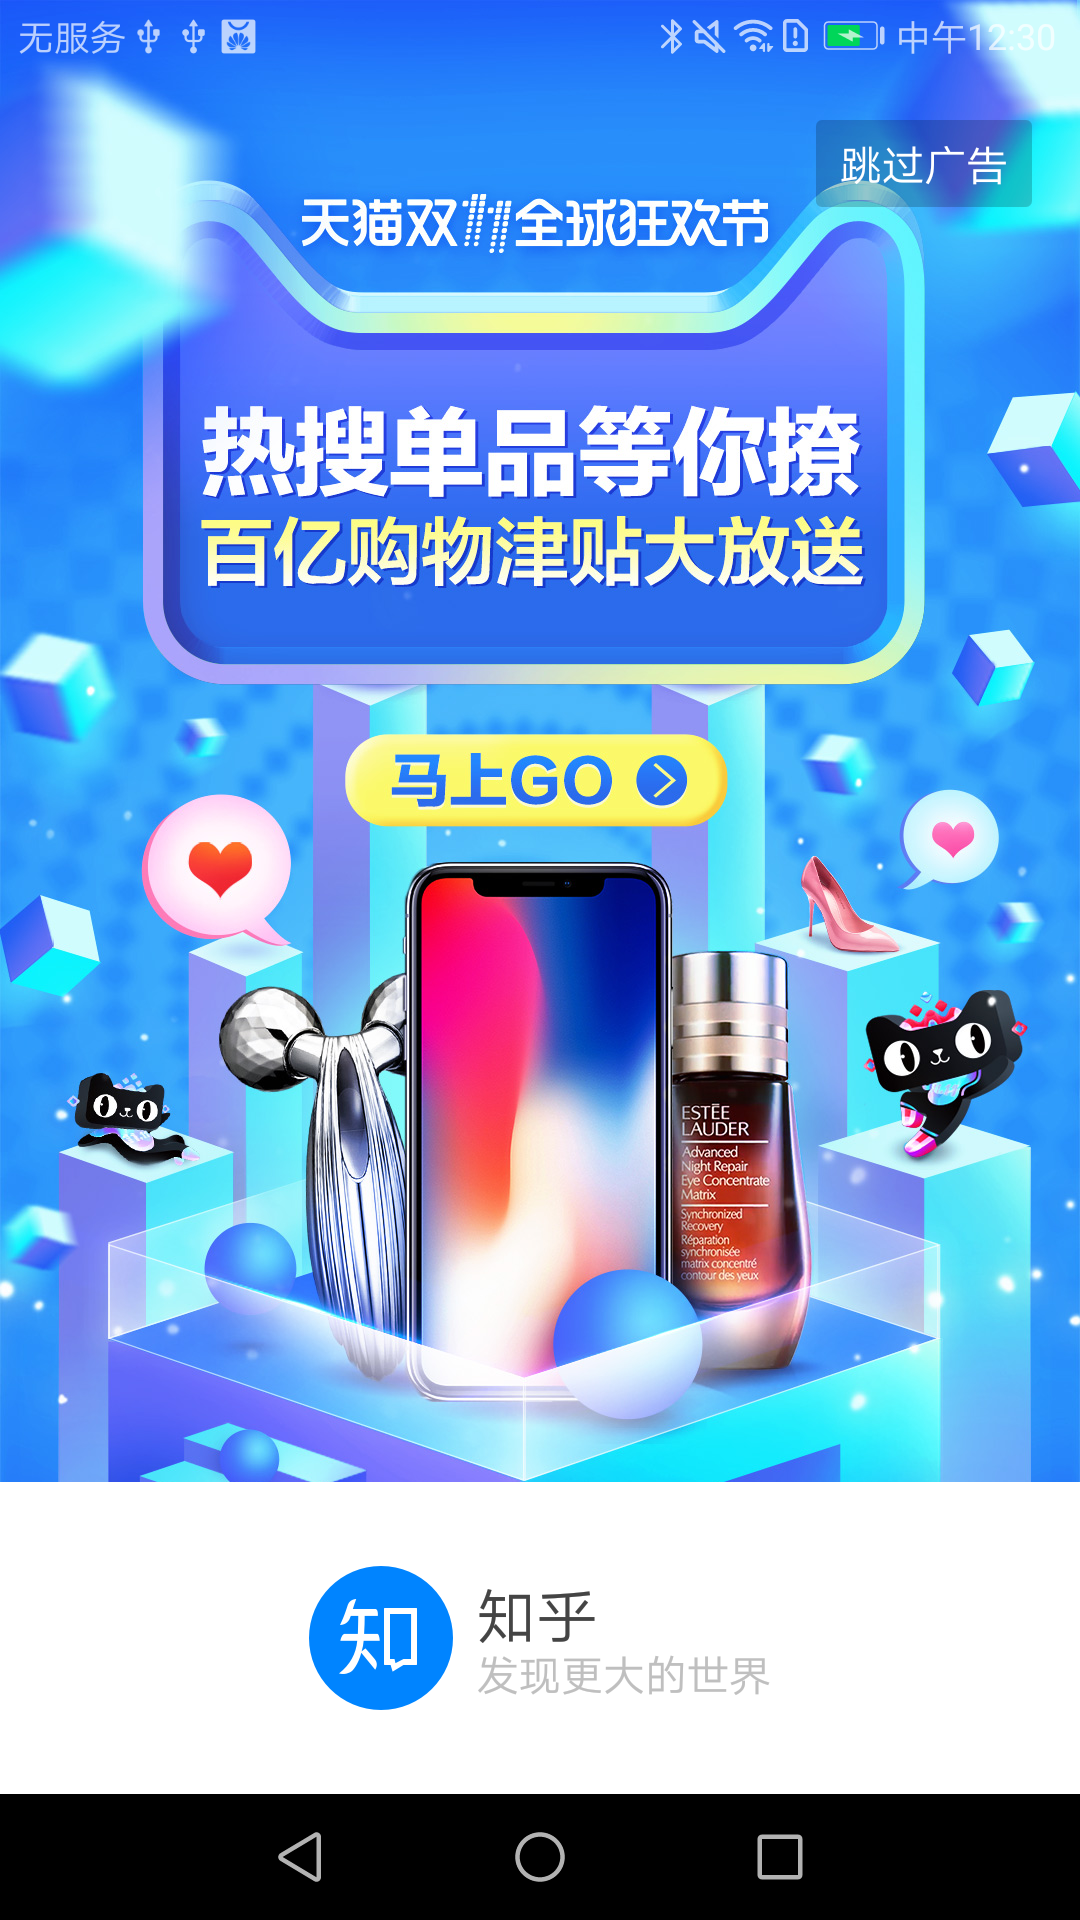 无服务
中午12:30
跳过广告
天猫双11全球狂欢节
热搜单品等你撩
百亿购物津贴大放送
马上GO
ESTĒE
LAUDER
Advanced
Night Repair
Eye Concentrate
Matrix
Synchronized
Recovery
Réparation
synchronisée
matrix concentré
contour des yeux
知
知乎
发现更大的世界